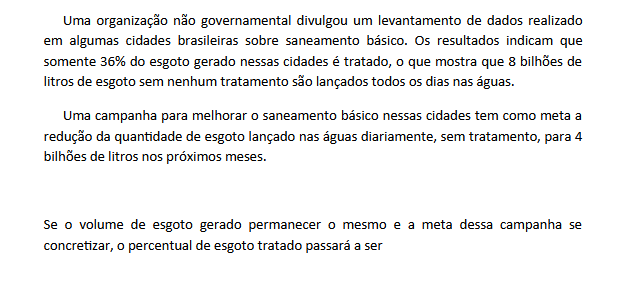 Uma organização não governamental divulgou um levantamento de dados realizado
em algumas cidades brasileiras sobre saneamento básico. Os resultados indicam que
somente 36% do esgoto gerado nessas cidades é tratado, o que mostra que 8 bilhões de
litros de esgoto sem nenhum tratamento são lançados todos os dias nas águas.
Uma campanha para melhorar o saneamento básico nessas cidades tem como meta a
redução da quantidade de esgoto lançado nas águas diariamente, sem tratamento, para 4
bilhões de litros nos próximos meses.
Se o volume de esgoto gerado permanecer o mesmo e a meta dessa campanha se
concretizar, o percentual de esgoto tratado passará a ser